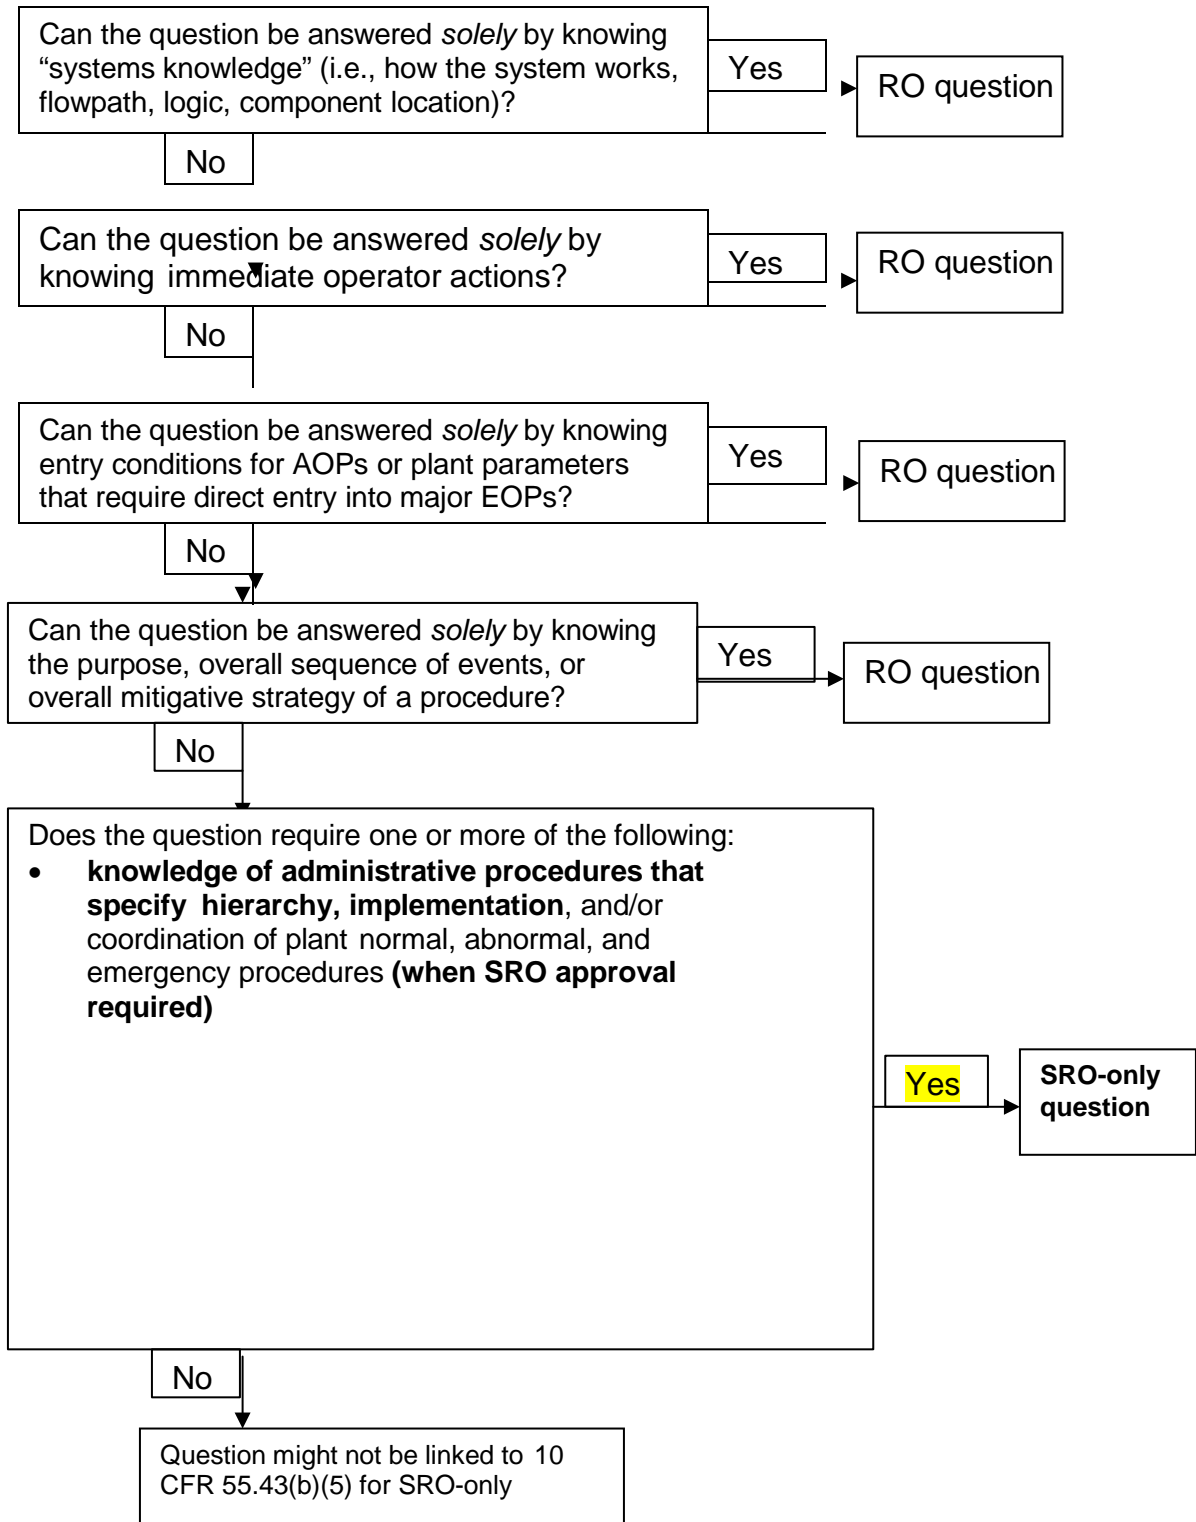 Can the question be answered solely by knowing
“systems knowledge” (i.e., how the system works,
flowpath, logic, component location)?
Yes
RO question
No
Can the question be answered solely by
knowing immediate operator actions?
Yes
RO question
No
Can the question be answered solely by knowing
entry conditions for AOPs or plant parameters
that require direct entry into major EOPs?
Yes
RO question
No
Can the question be answered solely by knowing
the purpose, overall sequence of events, or
overall mitigative strategy of a procedure?
Yes
RO question
No
Does the question require one or more of the following:
• knowledge of administrative procedures that
specify hierarchy, implementation, and/or
coordination of plant normal, abnormal, and
emergency procedures (when SRO approval
required)
Yes
SRO-only
question
No
Question might not be linked to 10
CFR 55.43(b)(5) for SRO-only